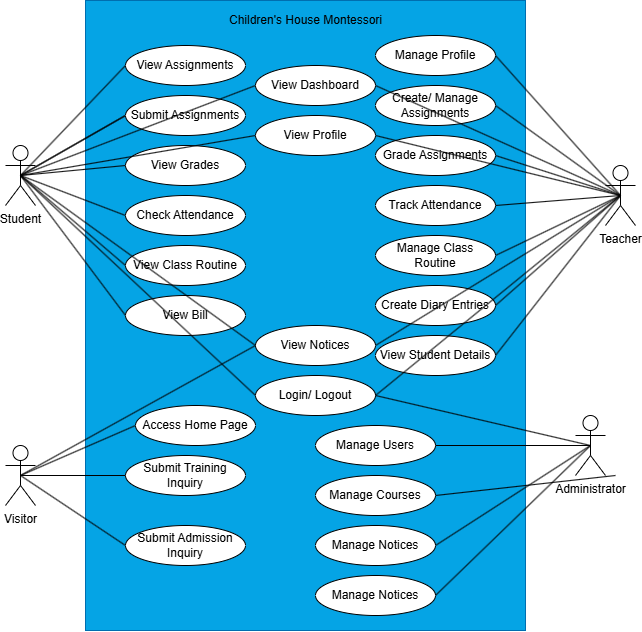 Children's House Montessori
Manage Profile
View Assignments
View Dashboard
Create/ Manage
Assignments
Submit Assignments
View Profile
Grade Assignments
View Grades
Student
Check Attendance
Track Attendance
Teacher
Manage Class
Routine
View Class Routine
Create Diary Entries
View Bill
View Notices
View Student Details
Login/ Logout
Access Home Page
Manage Users
Submit Training
Inquiry
Manage Courses
Administrator
Visitor
Submit Admission
Inquiry
Manage Notices
Manage Notices